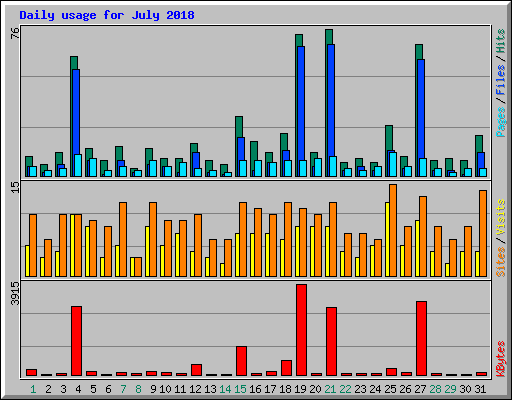 Daily usage for July 2018
76
15
3915
Pages / Files / Hits
Sites / Visits
KBytes
1 2 3 4 5 6 7 8 9 10 11 12 13 14 15 16 17 18 19 20 21 22 23 24 25 26 27 28 29 30 31